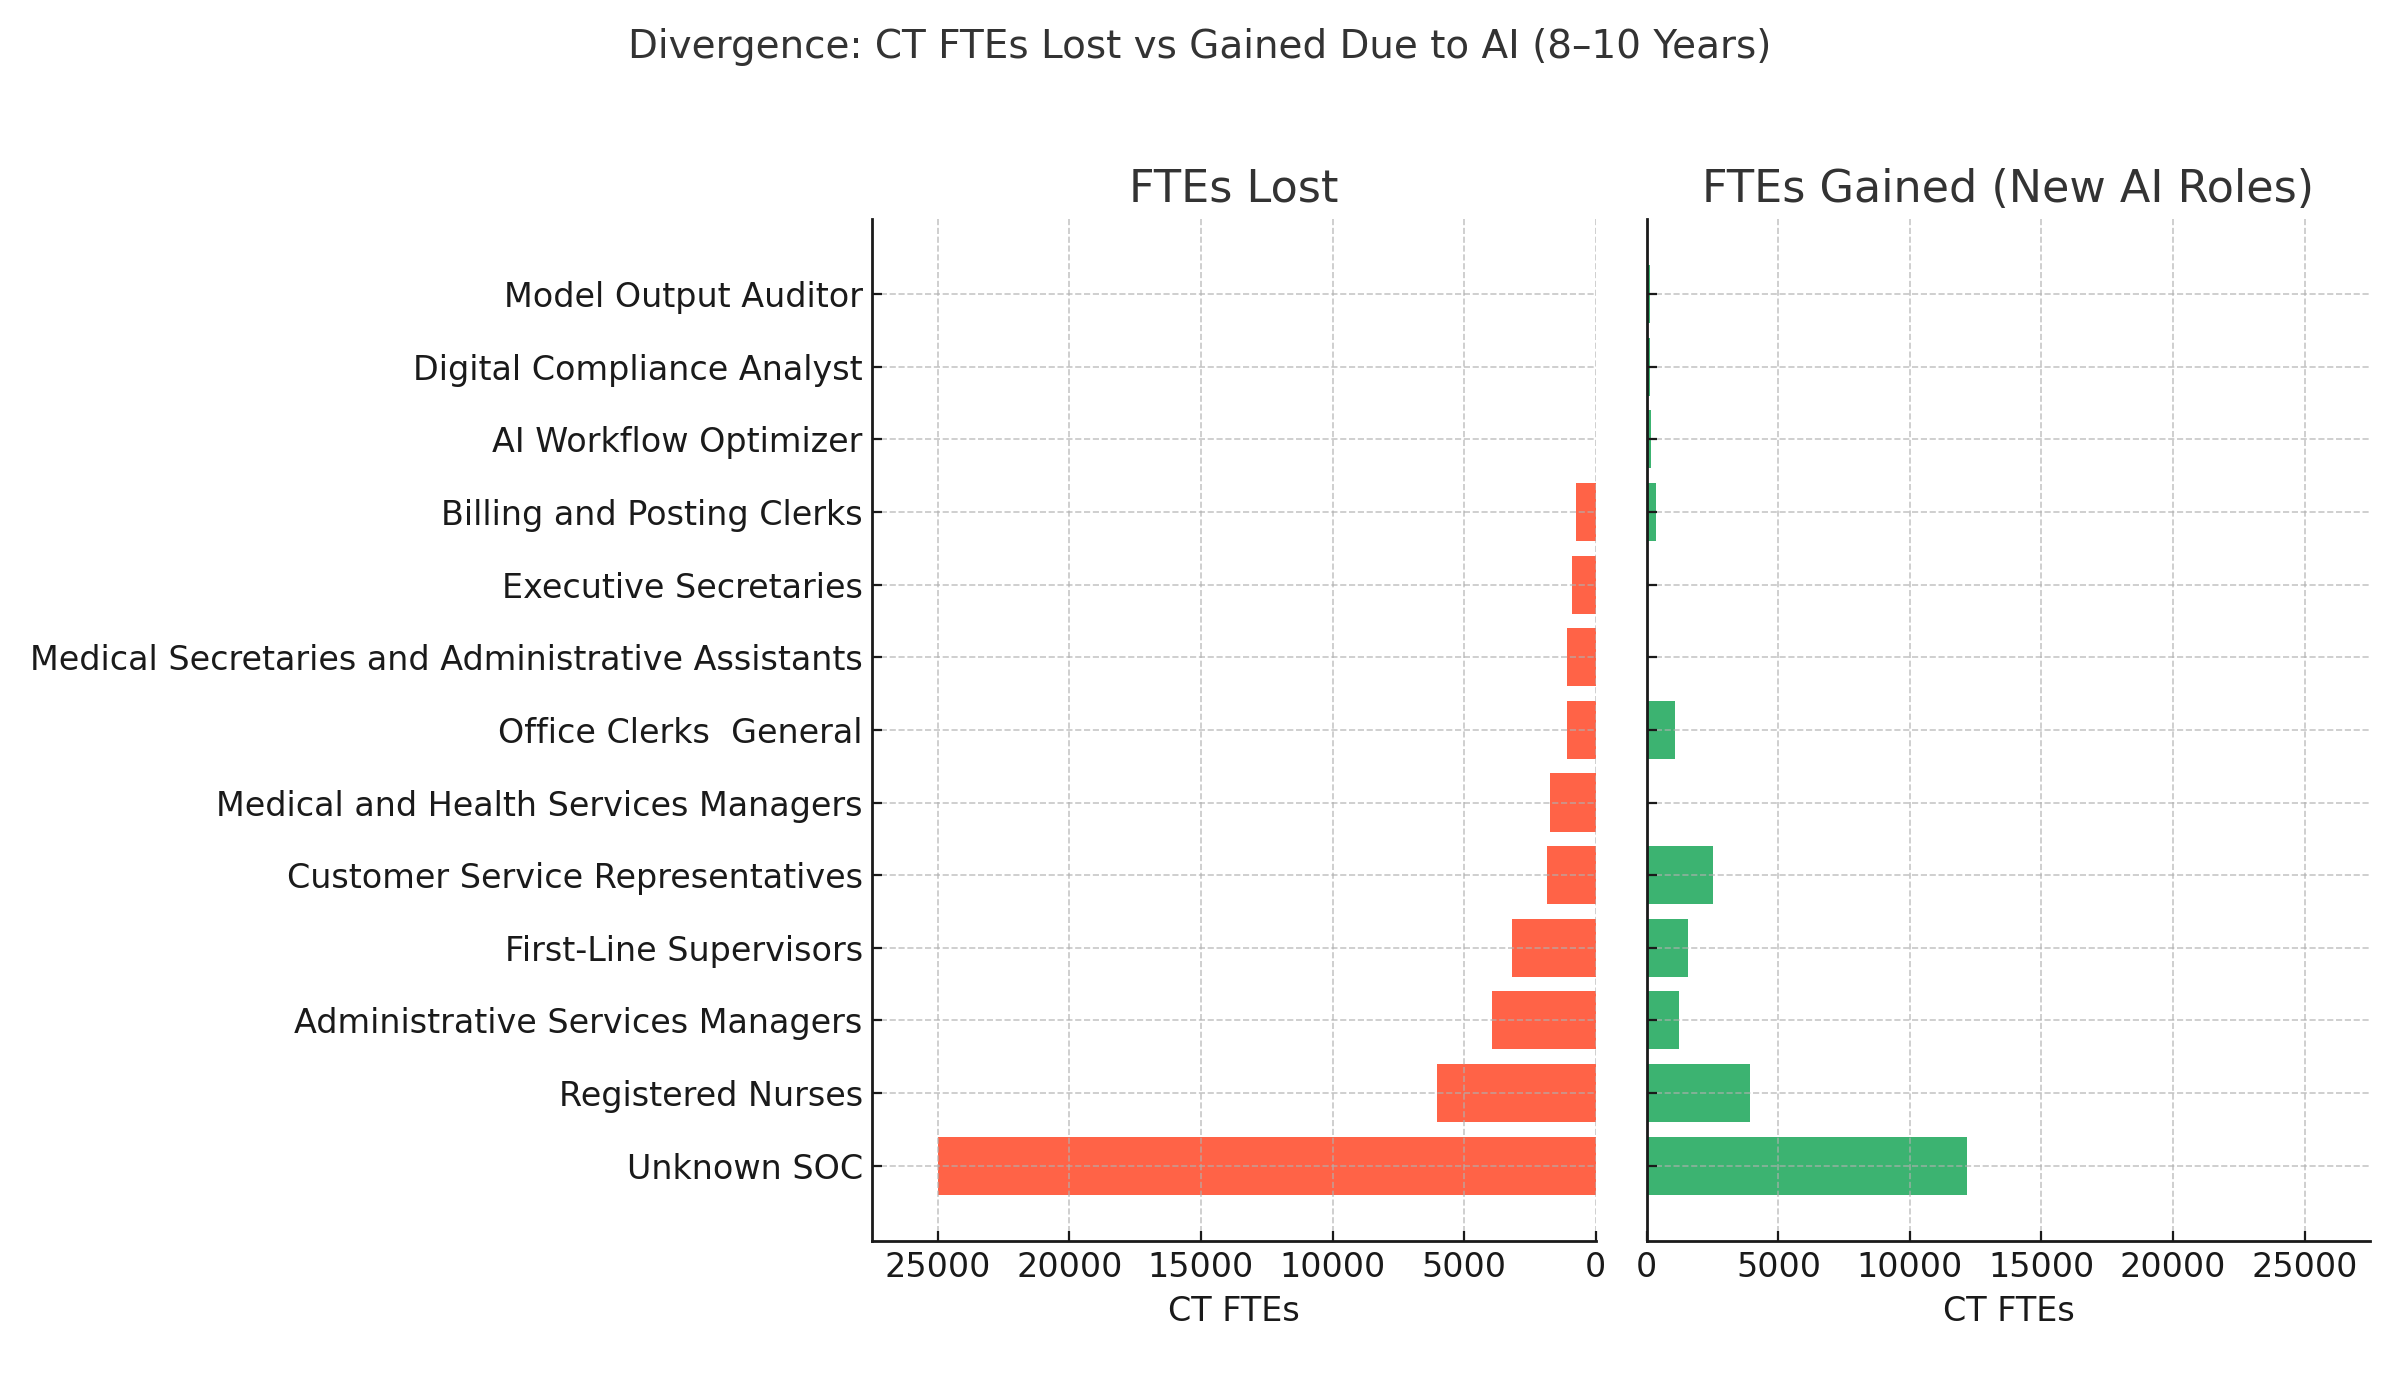 Divergence: CT FTEs Lost vs Gained Due to AI (8–10 Years)
FTEs Lost
FTEs Gained (New AI Roles)
Model Output Auditor
Digital Compliance Analyst
AI Workflow Optimizer
Billing and Posting Clerks
Executive Secretaries
Medical Secretaries and Administrative Assistants
Office Clerks  General
Medical and Health Services Managers
Customer Service Representatives
First-Line Supervisors
Administrative Services Managers
Registered Nurses
Unknown SOC
25000 20000 15000 10000 5000 0
0 5000 10000 15000 20000 25000
CT FTEs
CT FTEs